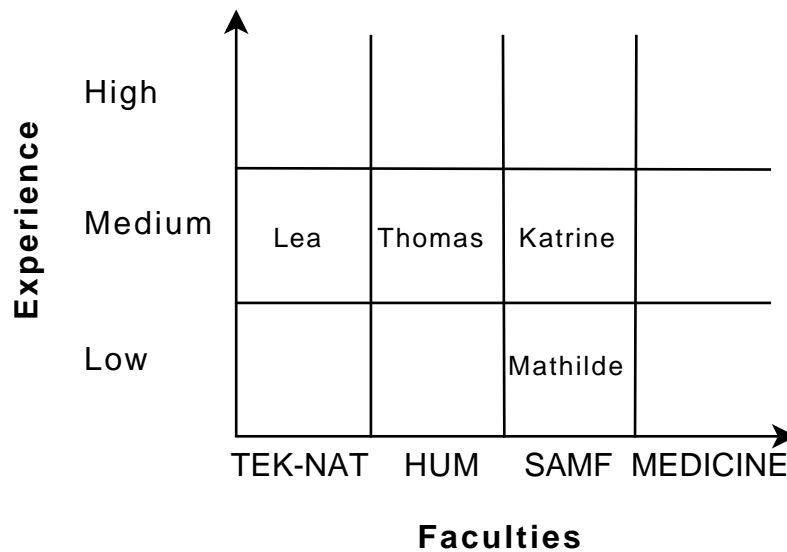 High
Experience
Medium
Lea Thomas Katrine
Low
Mathilde
TEK-NAT HUM SAMF MEDICINE
Faculties